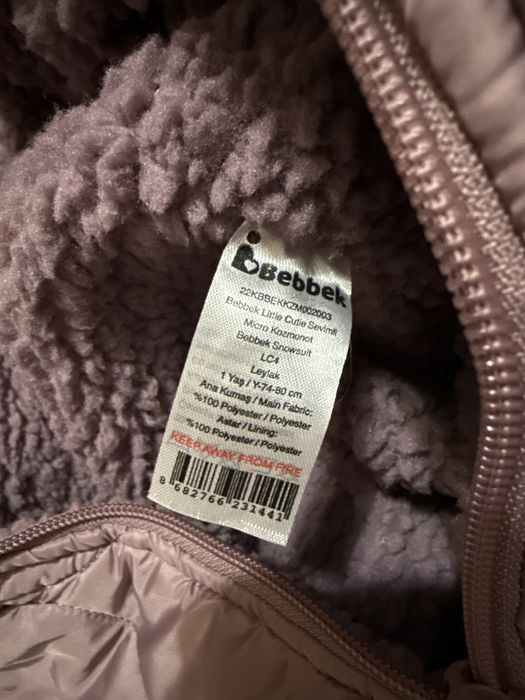 Bebbek
22KBBEKKZM002003
Bebbek Little Cutie Sevimli
Micro Kozmonot
Bebbek Snowsuit
LC4
Leylak
1 Yaş / Y-74-80 cm
Ana Kumaş / Main Fabric:
%100 Polyester / Polyester
Astar / Lining:
%100 Polyester / Polyester
KEEP AWAY FROM FIRE
8 682766 231441